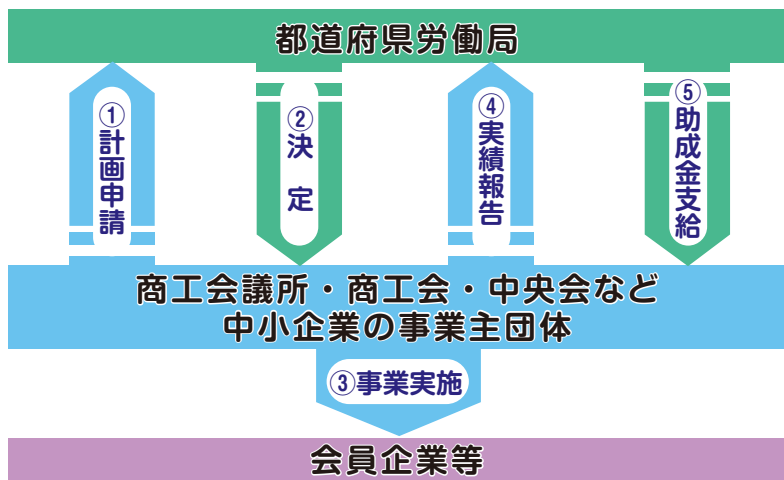 都道府県労働局
①計画申請
②決定
④実績報告
⑤助成金支給
商工会議所・商工会・中央会など
中小企業の事業主団体
③事業実施
会員企業等